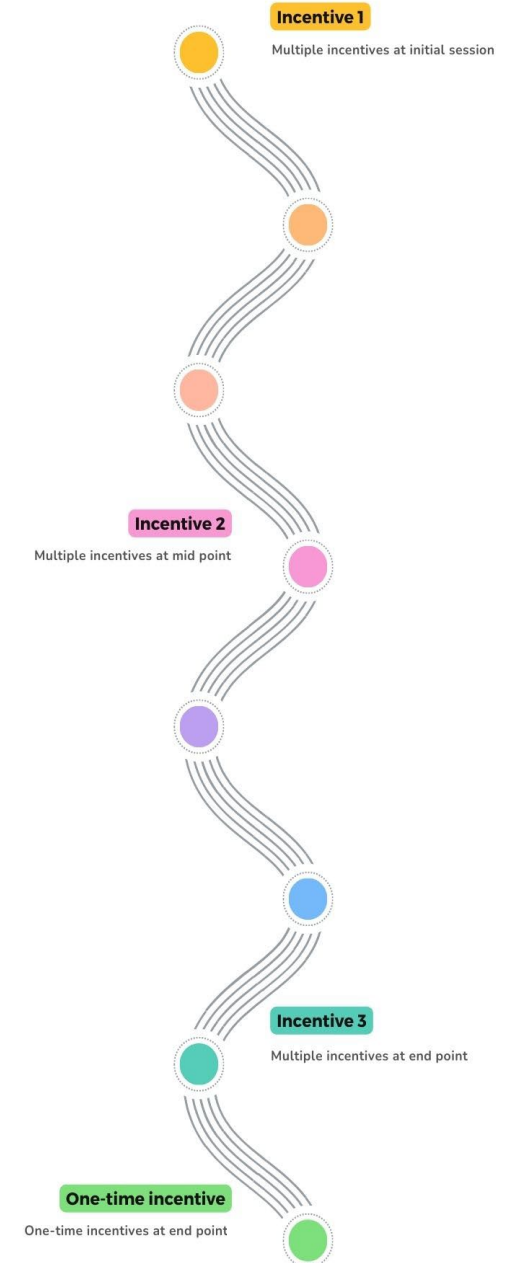 Incentive 1
Multiple incentives at initial session
Incentive 2
Multiple incentives at mid point
Incentive 3
Multiple incentives at end point
One-time incentive
One-time incentives at end point